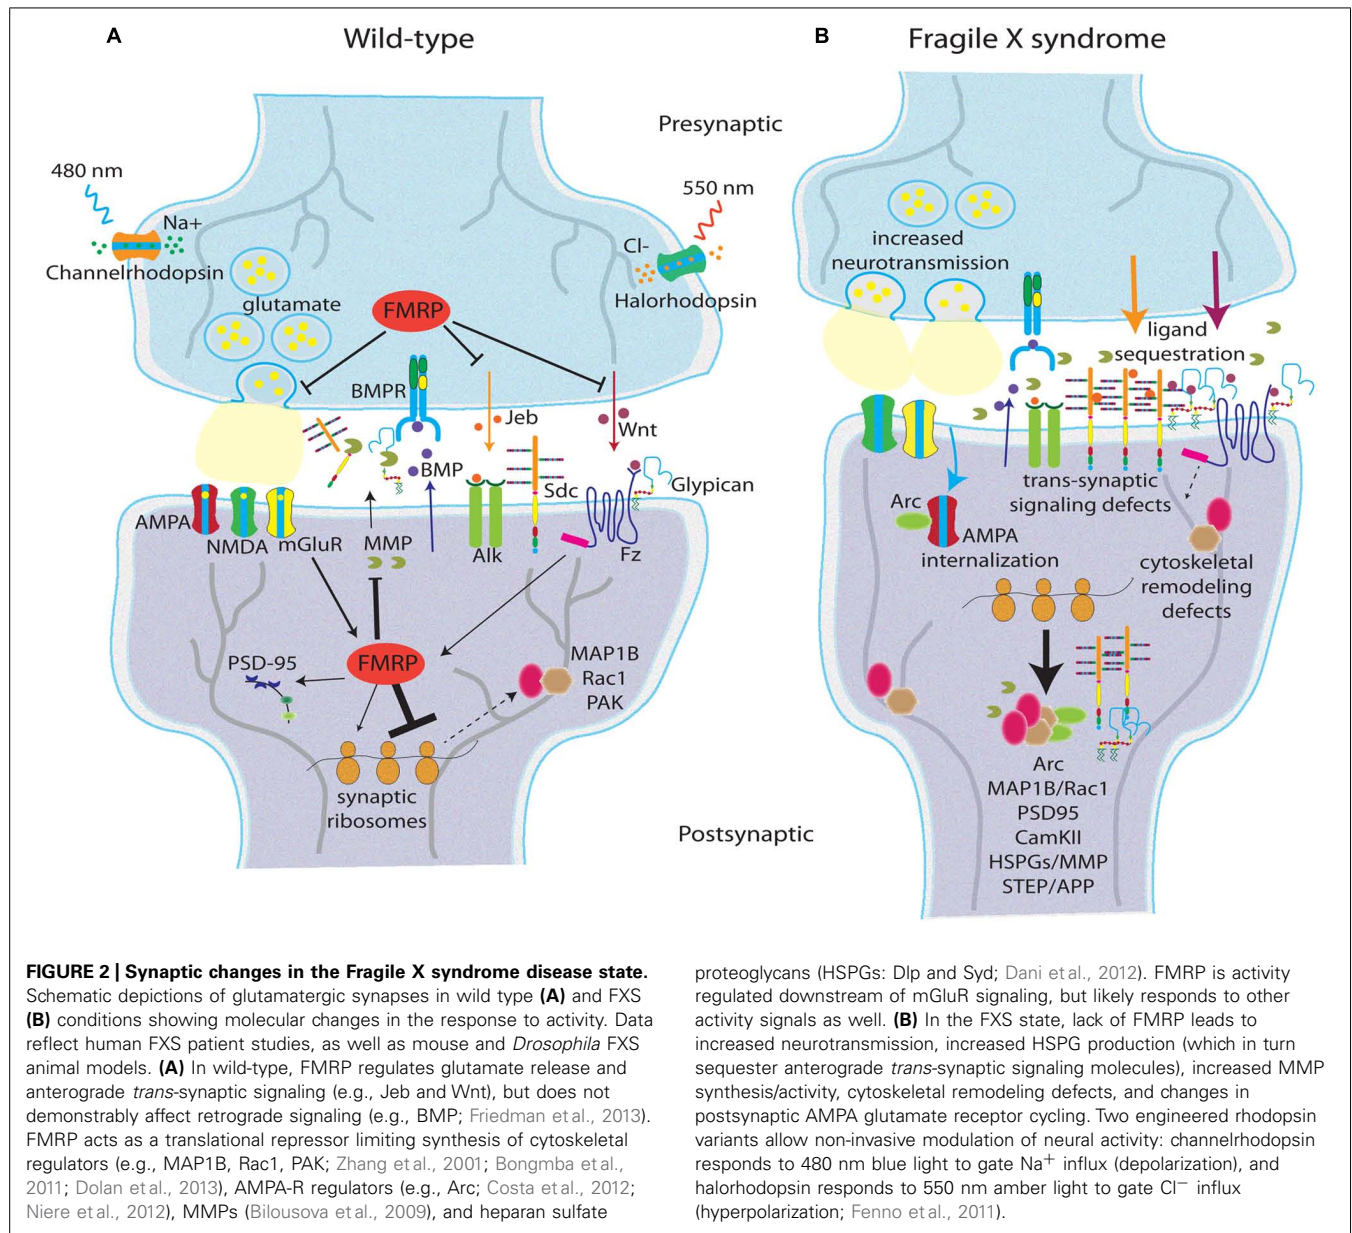 A
Wild-type
B
Fragile X syndrome
Presynaptic
480 nm
Na+
Channelrhodopsin
glutamate
FMRP
550 nm
Cl-
Halorhodopsin
BMPR
Jeb
Wnt
BMP
Sdc
Glypican
AMPA
NMDA
mGluR
MMP
Alk
Fz
PSD-95
FMRP
MAP1B
Rac1
PAK
synaptic
ribosomes
Postsynaptic
increased
neurotransmission
ligand
sequestration
trans-synaptic
signaling defects
Arc
AMPA
internalization
cytoskeletal
remodeling
defects
Arc
MAP1B/Rac1
PSD95
CamKII
HSPGs/MMP
STEP/APP
FIGURE 2 | Synaptic changes in the Fragile X syndrome disease state.
Schematic depictions of glutamatergic synapses in wild type (A) and FXS
(B) conditions showing molecular changes in the response to activity. Data
reflect human FXS patient studies, as well as mouse and Drosophila FXS
animal models. (A) In wild-type, FMRP regulates glutamate release and
anterograde trans-synaptic signaling (e.g., Jeb and Wnt), but does not
demonstrably affect retrograde signaling (e.g., BMP; Friedman et al., 2013).
FMRP acts as a translational repressor limiting synthesis of cytoskeletal
regulators (e.g., MAP1B, Rac1, PAK; Zhang et al., 2001; Bongmba et al.,
2011; Dolan et al., 2013), AMPA-R regulators (e.g., Arc; Costa et al., 2012;
Niere et al., 2012), MMPs (Bilousova et al., 2009), and heparan sulfate
proteoglycans (HSPGs: Dlp and Syd; Dani et al., 2012). FMRP is activity
regulated downstream of mGluR signaling, but likely responds to other
activity signals as well. (B) In the FXS state, lack of FMRP leads to
increased neurotransmission, increased HSPG production (which in turn
sequester anterograde trans-synaptic signaling molecules), increased MMP
synthesis/activity, cytoskeletal remodeling defects, and changes in
postsynaptic AMPA glutamate receptor cycling. Two engineered rhodopsin
variants allow non-invasive modulation of neural activity: channelrhodopsin
responds to 480 nm blue light to gate Na+ influx (depolarization), and
halorhodopsin responds to 550 nm amber light to gate Cl− influx
(hyperpolarization; Fenno et al., 2011).